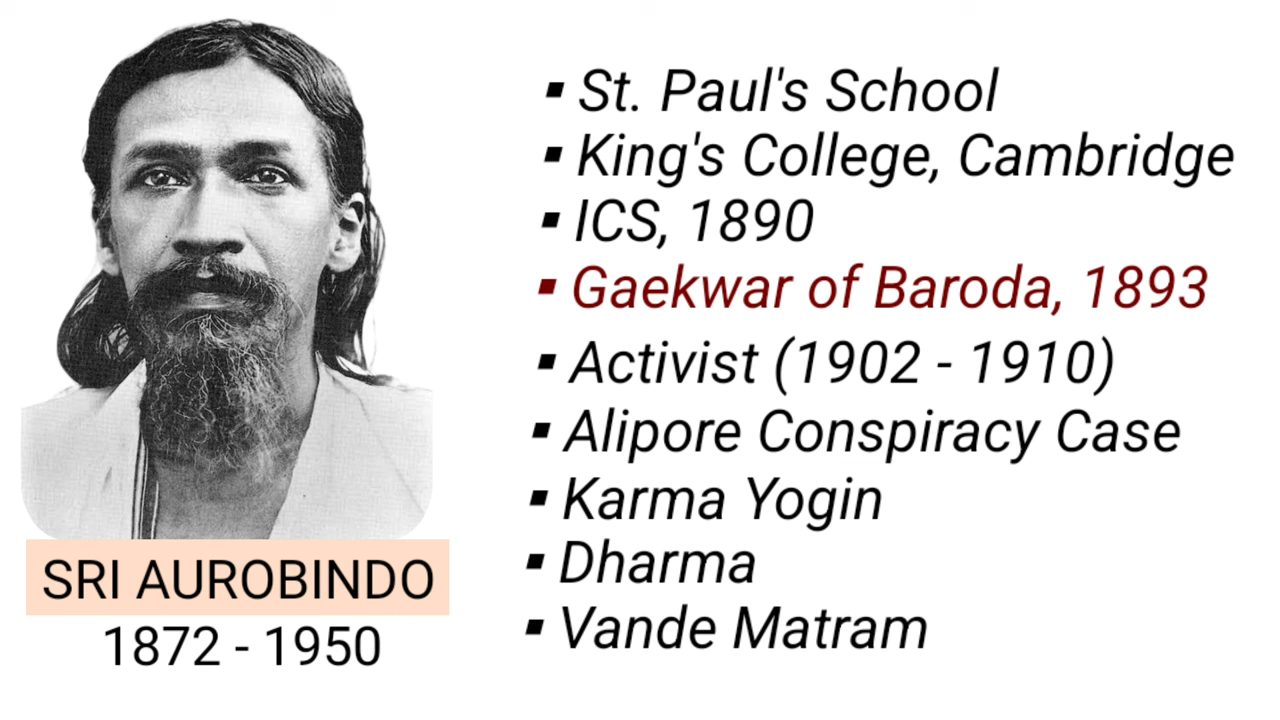 SRI AUROBINDO
1872 - 1950
▪ St. Paul's School
▪ King's College, Cambridge
▪ ICS, 1890
▪ Gaekwar of Baroda, 1893
▪ Activist (1902 - 1910)
▪ Alipore Conspiracy Case
▪ Karma Yogin
▪ Dharma
▪ Vande Matram